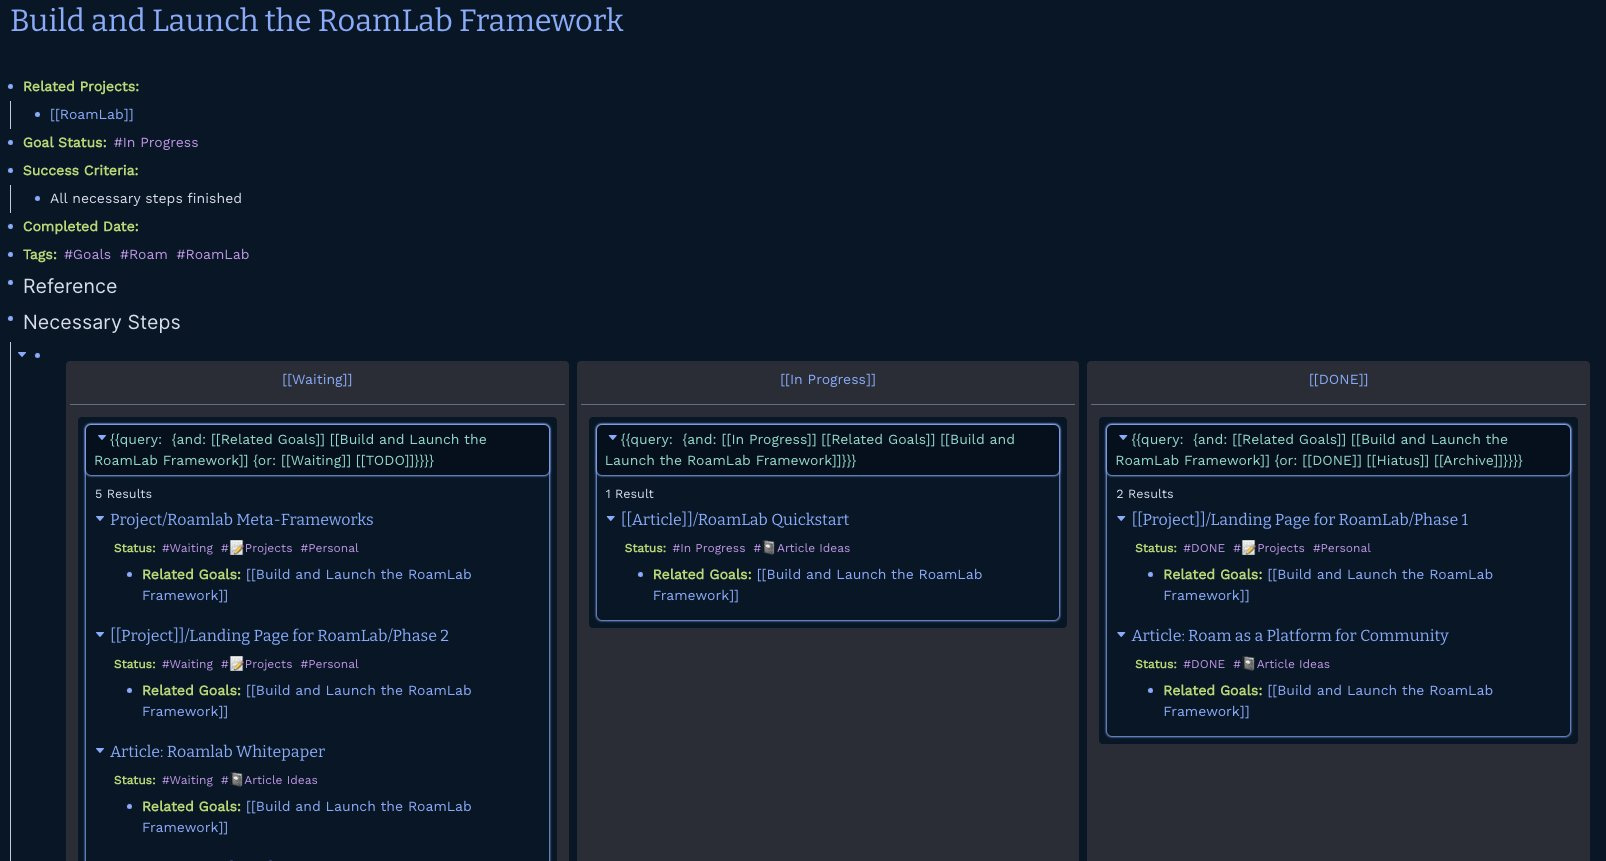 Build and Launch the RoamLab Framework
Related Projects:
[[RoamLab]]
Goal Status: #In Progress
Success Criteria:
All necessary steps finished
Completed Date:
Tags: #Goals #Roam #RoamLab
Reference
Necessary Steps
[[Waiting]]
{{query: {and: [[Related Goals]] [[Build and Launch the
RoamLab Framework]] {or: [[Waiting]] [[TODO]]}}}}
5 Results
Project/Roamlab Meta-Frameworks
Status: #Waiting #📝Projects #Personal
Related Goals: [[Build and Launch the RoamLab
Framework]]
[[Project]]/Landing Page for RoamLab/Phase 2
Status: #Waiting #📝Projects #Personal
Related Goals: [[Build and Launch the RoamLab
Framework]]
Article: Roamlab Whitepaper
Status: #Waiting #📓Article Ideas
Related Goals: [[Build and Launch the RoamLab
Framework]]
[[In Progress]]
{{query: {and: [[In Progress]] [[Related Goals]] [[Build and
Launch the RoamLab Framework]]}}}
1 Result
[[Article]]/RoamLab Quickstart
Status: #In Progress #📓Article Ideas
Related Goals: [[Build and Launch the RoamLab
Framework]]
[[DONE]]
{{query: {and: [[Related Goals]] [[Build and Launch the
RoamLab Framework]] {or: [[DONE]] [[Hiatus]] [[Archive]]}}}}
2 Results
[[Project]]/Landing Page for RoamLab/Phase 1
Status: #DONE #📝Projects #Personal
Related Goals: [[Build and Launch the RoamLab
Framework]]
Article: Roam as a Platform for Community
Status: #DONE #📓Article Ideas
Related Goals: [[Build and Launch the RoamLab
Framework]]